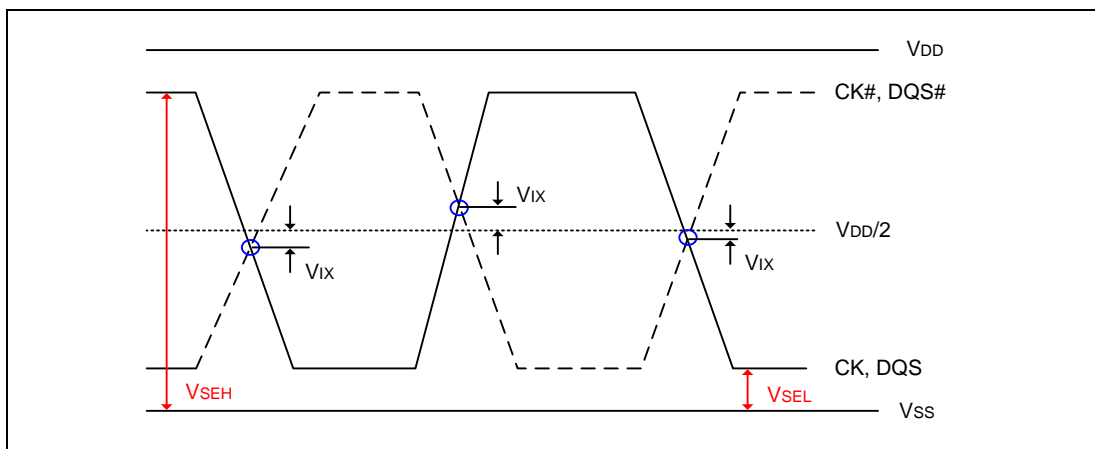 VDD
CK#, DQS#
VIX
VDD/2
VIX
VIX
CK, DQS
VSEH
VSEL
VSS